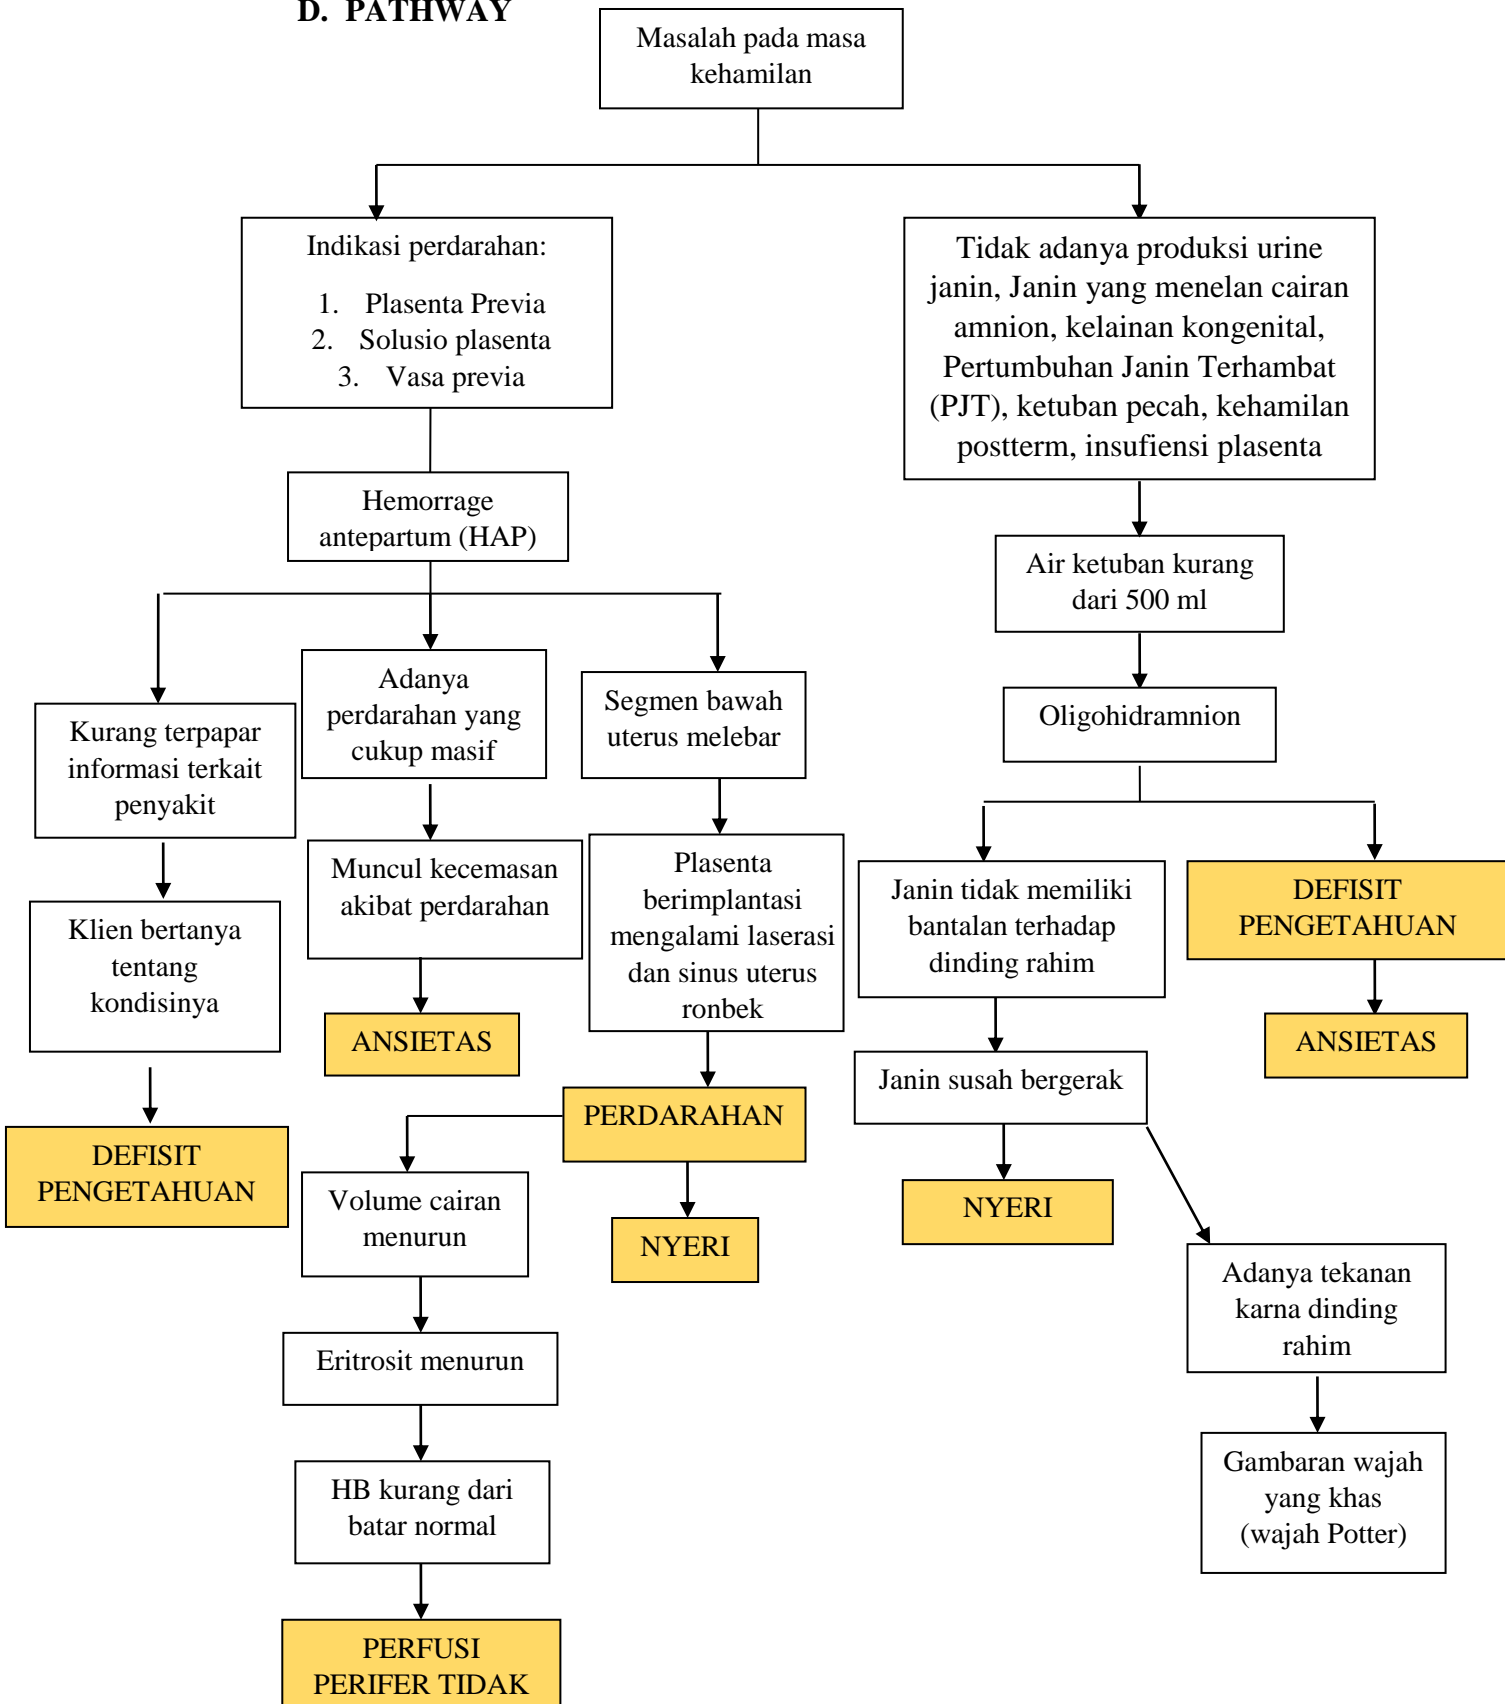 D. PATHWAY
Masalah pada masa
kehamilan
Indikasi perdarahan:
1. Plasenta Previa
2. Solusio plasenta
3. Vasa previa
Tidak adanya produksi urine
janin, Janin yang menelan cairan
amnion, kelainan kongenital,
Pertumbuhan Janin Terhambat
(PJT), ketuban pecah, kehamilan
postterm, insufiensi plasenta
Hemorrage
antepartum (HAP)
Air ketuban kurang
dari 500 ml
Kurang terpapar
informasi terkait
penyakit
Adanya
perdarahan yang
cukup masif
Segmen bawah
uterus melebar
Oligohidramnion
Klien bertanya
tentang
kondisinya
Muncul kecemasan
akibat perdarahan
Plasenta
berimplantasi
mengalami laserasi
dan sinus uterus
ronbek
Janin tidak memiliki
bantalan terhadap
dinding rahim
DEFISIT
PENGETAHUAN
ANSIETAS
ANSIETAS
Janin susah bergerak
PERDARAHAN
DEFISIT
PENGETAHUAN
Volume cairan
menurun
NYERI
NYERI
Adanya tekanan
karna dinding
rahim
Eritrosit menurun
HB kurang dari
batar normal
Gambaran wajah
yang khas
(wajah Potter)
PERFUSI
PERIFER TIDAK